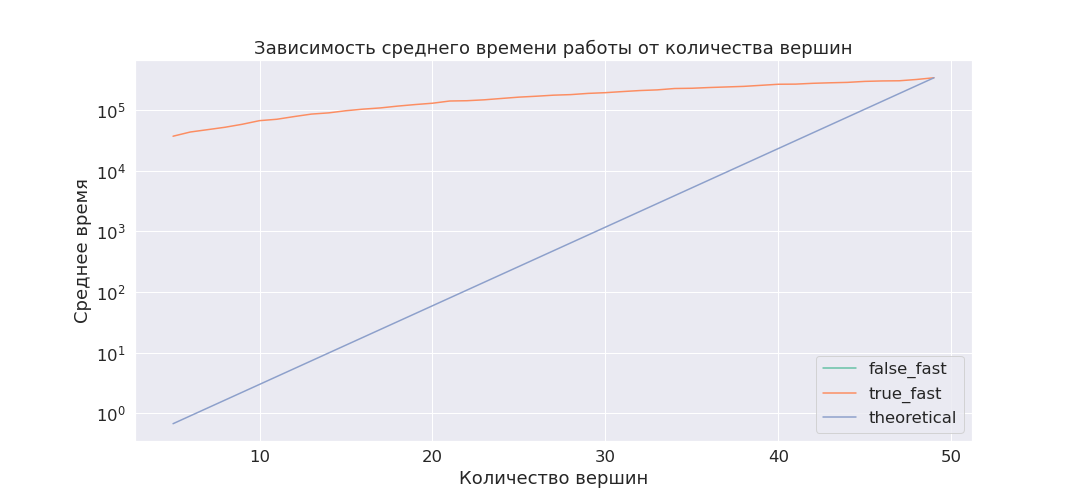 Зависимость среднего времени работы от количества вершин
Среднее время
10^5
10^4
10^3
10^2
10^1
10^0
10 20 30 40 50
Количество вершин
false_fast
true_fast
theoretical